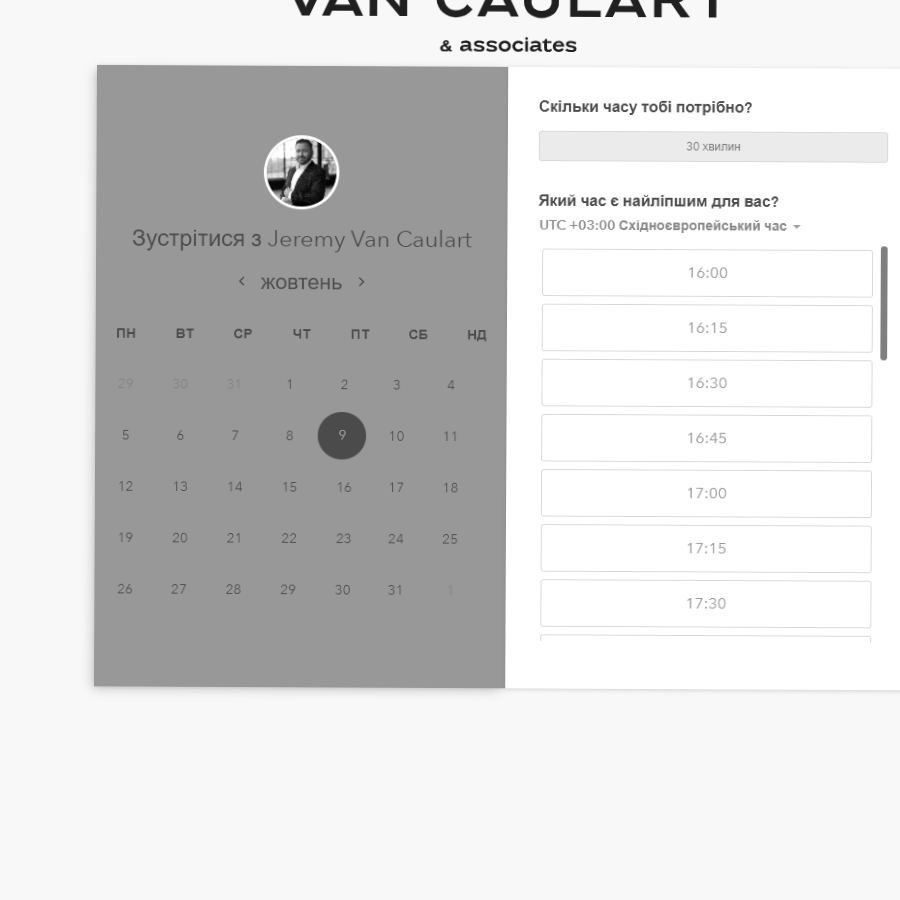 VAN CAULART
& associates
Зустрітися з Jeremy Van Caulart
жовтень
ПН ВТ СР ЧТ ПТ СБ НД
29 30 31 1 2 3 4
5 6 7 8 9 10 11
12 13 14 15 16 17 18
19 20 21 22 23 24 25
26 27 28 29 30 31 1
Скільки часу тобі потрібно?
30 хвилин
Який час є найліпшим для вас?
UTC +03:00 Східноєвропейський час
16:00
16:15
16:30
16:45
17:00
17:15
17:30